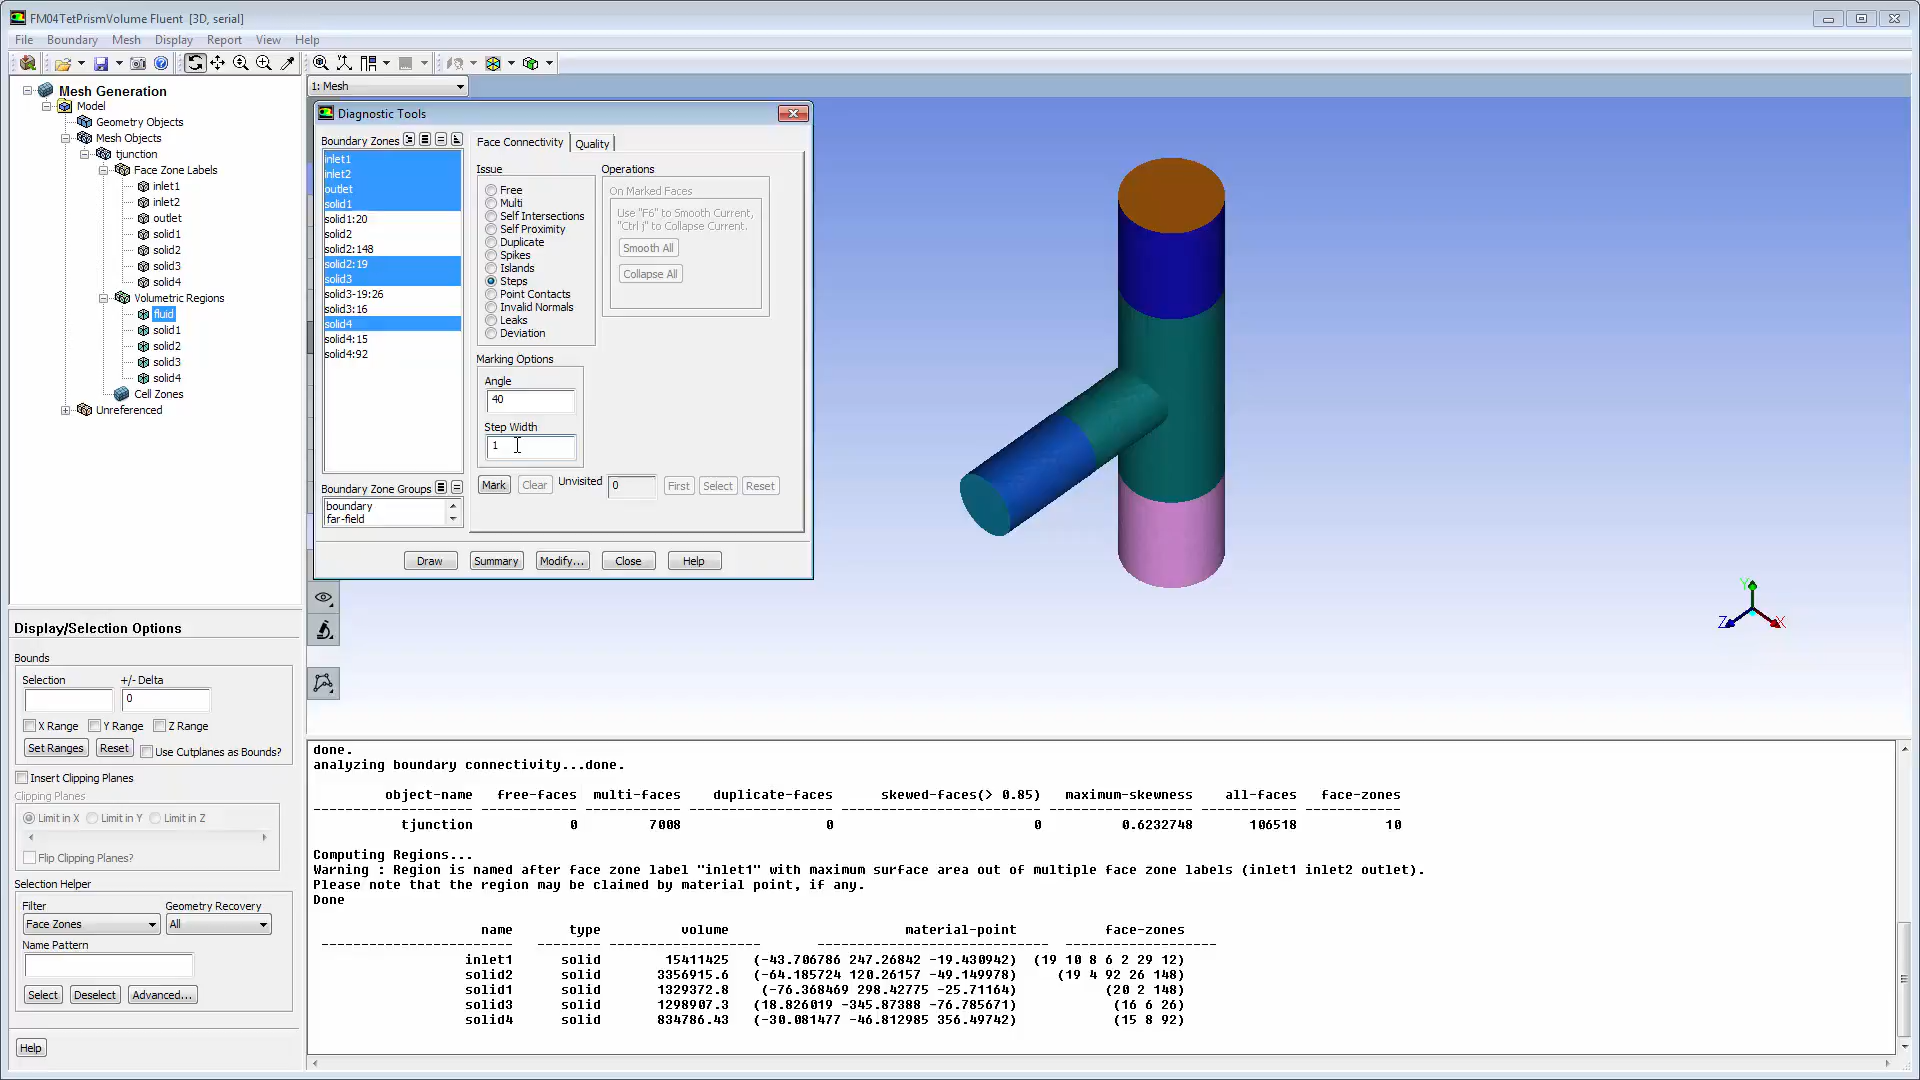 FM04TetPrismVolume Fluent [3D, serial]
File Boundary Mesh Display Report View Help
1: Mesh
Mesh Generation
Model
Geometry Objects
Mesh Objects
tjunction
Face Zone Labels
inlet1
inlet2
outlet
solid1
solid2
solid3
solid4
Volumetric Regions
fluid
solid1
solid2
solid3
solid4
Cell Zones
Unreferenced
Diagnostic Tools
Boundary Zones
inlet1
inlet2
outlet
solid1
solid1:20
solid2
solid2:148
solid2:19
solid3
solid3-19:26
solid3:16
solid4
solid4:15
solid4:92
Boundary Zone Groups
boundary
far-field
Face Connectivity Quality
Issue
Free
Multi
Self Intersections
Self Proximity
Duplicate
Spikes
Islands
Steps
Point Contacts
Invalid Normals
Leaks
Deviation
Operations
On Marked Faces
Use "F6" to Smooth Current,
"Ctrl j" to Collapse Current.
Smooth All
Collapse All
Marking Options
Angle
40
Step Width
1
Mark Clear Unvisited 0 First Select Reset
Draw Summary Modify... Close Help
Y
Z X
Display/Selection Options
Bounds
Selection +/- Delta
0
X Range Y Range Z Range
Set Ranges Reset Use Cutplanes as Bounds?
Insert Clipping Planes
Clipping Planes
Limit in X Limit in Y Limit in Z
Flip Clipping Planes?
Selection Helper
Filter Geometry Recovery
Face Zones All
Name Pattern
Select Deselect Advanced...
Help
done.
analyzing boundary connectivity...done.
object-name free-faces multi-faces duplicate-faces skewed-faces(> 0.85) maximum-skewness all-faces face-zones
tjunction 0 7008 0 0 0.6232748 106518 10
Computing Regions...
Warning : Region is named after face zone label "inlet1" with maximum surface area out of multiple face zone labels (inlet1 inlet2 outlet).
Please note that the region may be claimed by material point, if any.
Done
name type volume material-point face-zones
inlet1 solid 15411425 (-43.706786 247.26842 -19.430942) (19 10 8 6 2 29 12)
solid2 solid 3356915.6 (-64.185724 120.26157 -49.149978) (19 4 92 26 148)
solid1 solid 1329372.8 (-76.368469 298.42775 -25.71164) (20 2 148)
solid3 solid 1298907.3 (18.826019 -345.87388 -76.785671) (16 6 26)
solid4 solid 834786.43 (-30.081477 -46.812985 356.49742) (15 8 92)